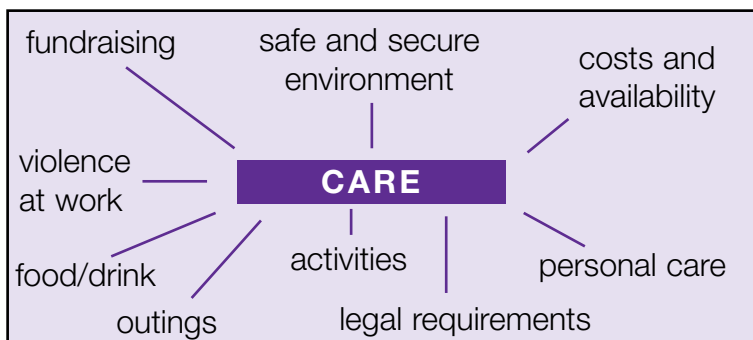 fundraising
safe and secure
environment
costs and
availability
violence
at work
CARE
food/drink
activities
personal care
outings
legal requirements